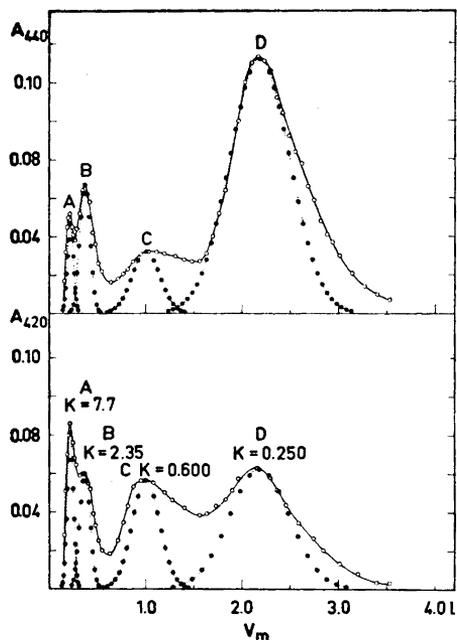 A440
D
0.10
0.08
B
A
0.04
C
A420
0.10
A
K = 7.7
0.08
B
D
K = 2.35
K = 0.250
C K = 0.600
0.04
1.0 2.0 3.0 4.0 l
Vm